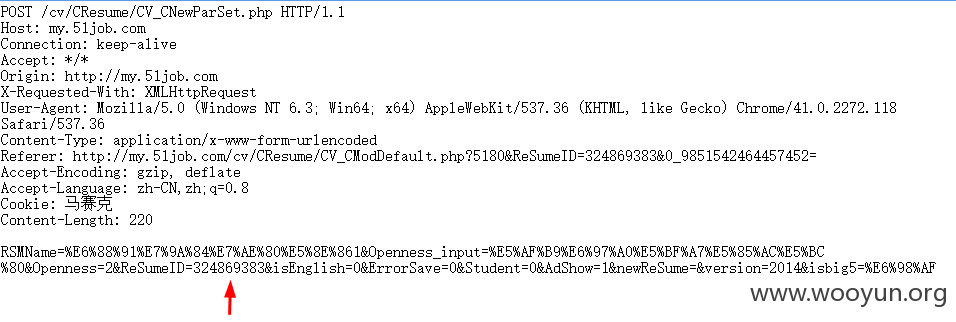 POST /cv/CResume/CV_CNewParSet.php HTTP/1.1
Host: my.51job.com
Connection: keep-alive
Accept: */*
Origin: http://my.51job.com
X-Requested-With: XMLHttpRequest
User-Agent: Mozilla/5.0 (Windows NT 6.3; Win64; x64) AppleWebKit/537.36 (KHTML, like Gecko) Chrome/41.0.2272.118
Safari/537.36
Content-Type: application/x-www-form-urlencoded
Referer: http://my.51job.com/cv/CResume/CV_CModDefault.php?5180&ReSumeID=324869383&0_9851542464457452=
Accept-Encoding: gzip, deflate
Accept-Language: zh-CN,zh;q=0.8
Cookie: 马赛克
Content-Length: 220
RSMName=%E6%88%91%E7%9A%84%E7%AE%80%E5%8E%861&Openness_input=%E5%AF%B9%E6%97%A0%E5%BF%A7%E5%85%AC%E5%BC
%80&Openness=2&ReSumeID=324869383&isEnglish=0&ErrorSave=0&Student=0&AdShow=1&newReSume=&version=2014&isbig5=%E6%98%AF
www.wooyun.org